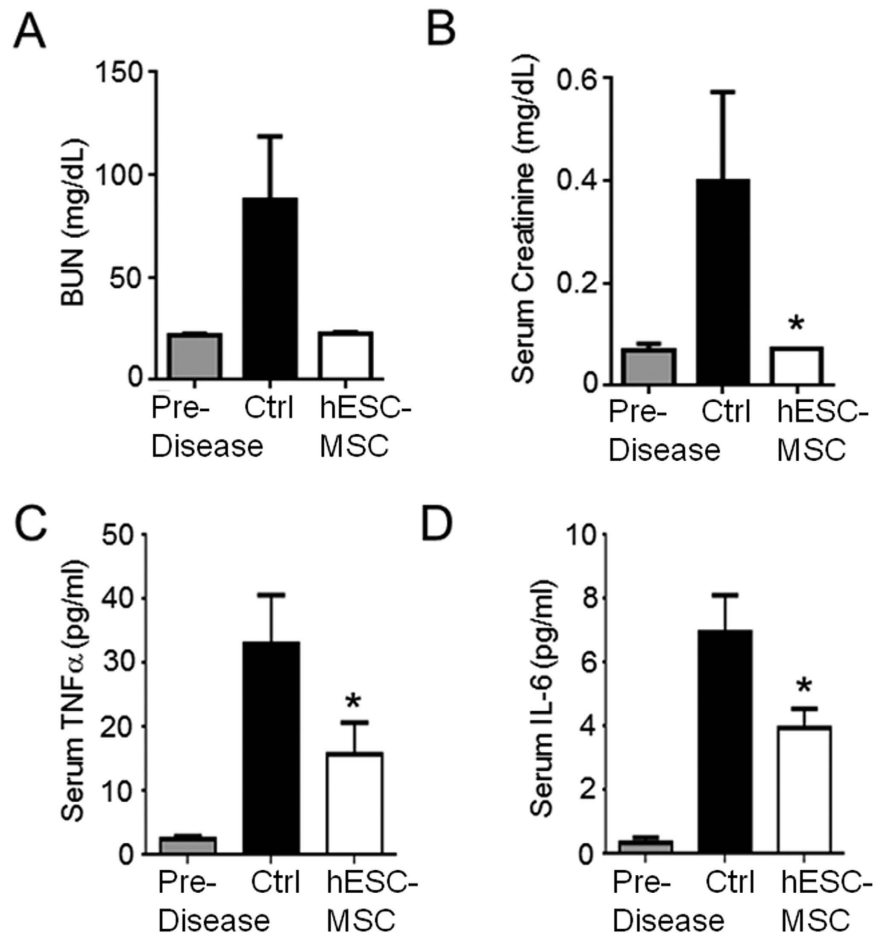 A
BUN (mg/dL)
150
100
50
0
Pre-
Disease
Ctrl
hESC-
MSC
B
Serum Creatinine (mg/dL)
0.6
0.4
0.2
0
*
Pre-
Disease
Ctrl
hESC-
MSC
C
Serum TNFα (pg/ml)
50
40
30
20
10
0
*
Pre-
Disease
Ctrl
hESC-
MSC
D
Serum IL-6 (pg/ml)
10
8
6
4
2
0
*
Pre-
Disease
Ctrl
hESC-
MSC